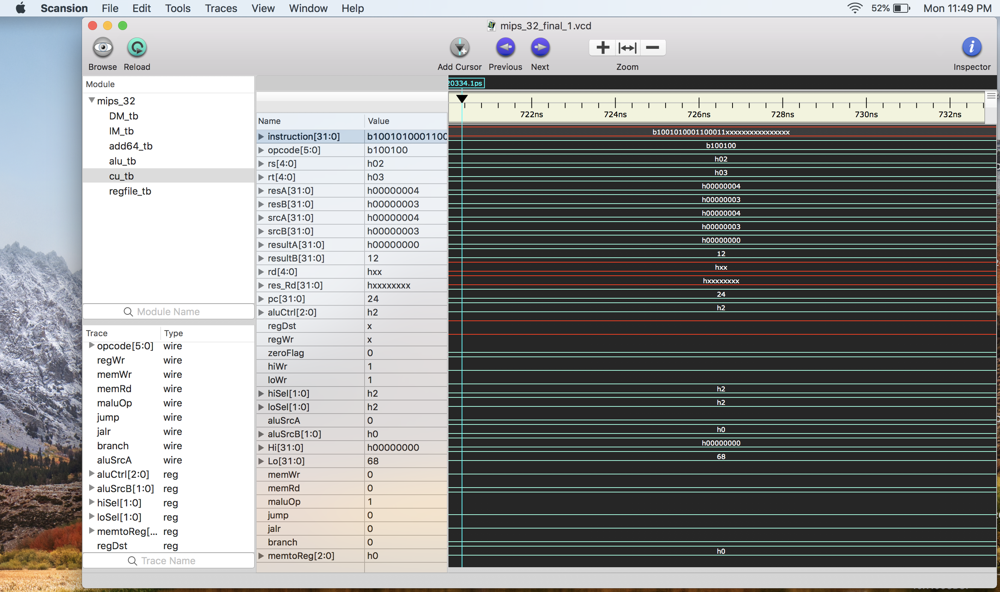 Scansion File Edit Tools Traces View Window Help 52% Mon 11:49 PM
mips_32_final_1.vcd
Browse Reload Add Cursor Previous Next Zoom Inspector
Module
mips_32
DM_tb
IM_tb
add64_tb
alu_tb
cu_tb
regfile_tb
Module Name
Trace Type
opcode[5:0] wire
regWr wire
memWr wire
memRd wire
maluOp wire
jump wire
jalr wire
branch wire
aluSrcA wire
aluCtrl[2:0] reg
aluSrcB[1:0] reg
hiSel[1:0] reg
loSel[1:0] reg
memtoReg[... reg
regDst reg
Trace Name
Name Value
instruction[31:0] b1001010001100
opcode[5:0] b100100
rs[4:0] h02
rt[4:0] h03
resA[31:0] h00000004
resB[31:0] h00000003
srcA[31:0] h00000004
srcB[31:0] h00000003
resultA[31:0] h00000000
resultB[31:0] 12
rd[4:0] hxx
res_Rd[31:0] hxxxxxxxx
pc[31:0] 24
aluCtrl[2:0] h2
regDst x
regWr x
zeroFlag 0
hiWr 1
loWr 1
hiSel[1:0] h2
loSel[1:0] h2
aluSrcA 0
aluSrcB[1:0] h0
Hi[31:0] h00000000
Lo[31:0] 68
memWr 0
memRd 0
maluOp 1
jump 0
jalr 0
branch 0
memtoReg[2:0] h0
20334.1ps
722ns 724ns 726ns 728ns 730ns 732ns
b1001010001100011xxxxxxxxxxxxxxxx
b100100
h02
h03
h00000004
h00000003
h00000004
h00000003
h00000000
12
hxx
hxxxxxxxx
24
h2
h2
h2
h0
h00000000
68
h0